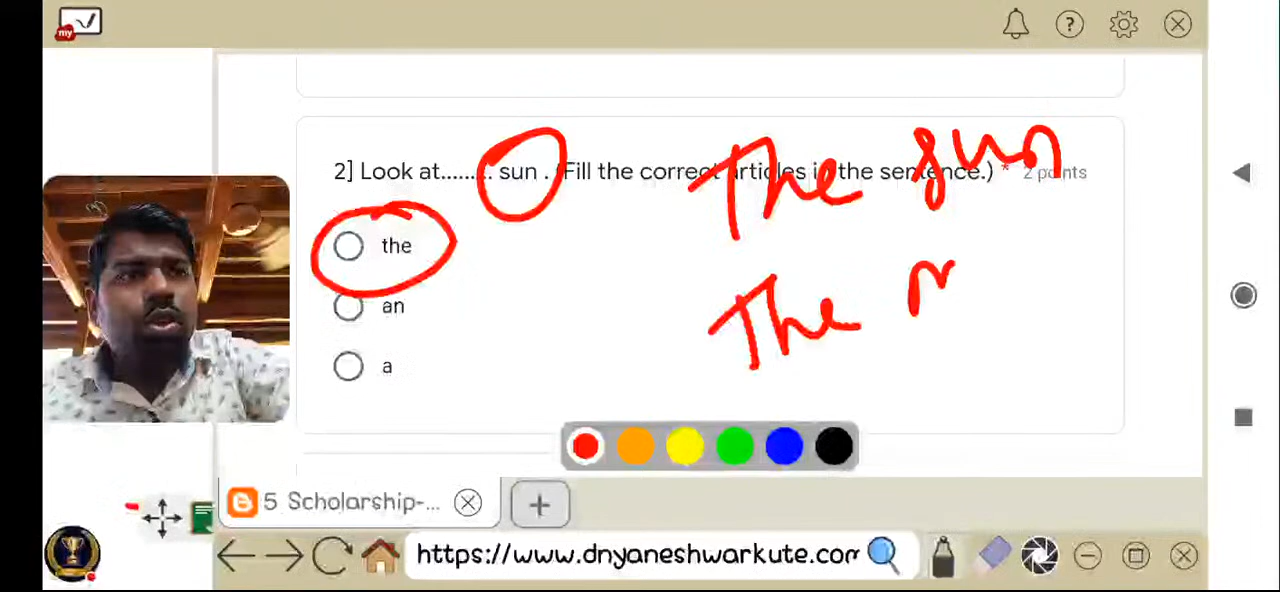 my
2] Look at........ sun . (Fill the correct articles in the sentence.) * 2 points
The sun
the
The
an
a
5 Scholarship-...
https://www.dnyaneshwarkute.cor